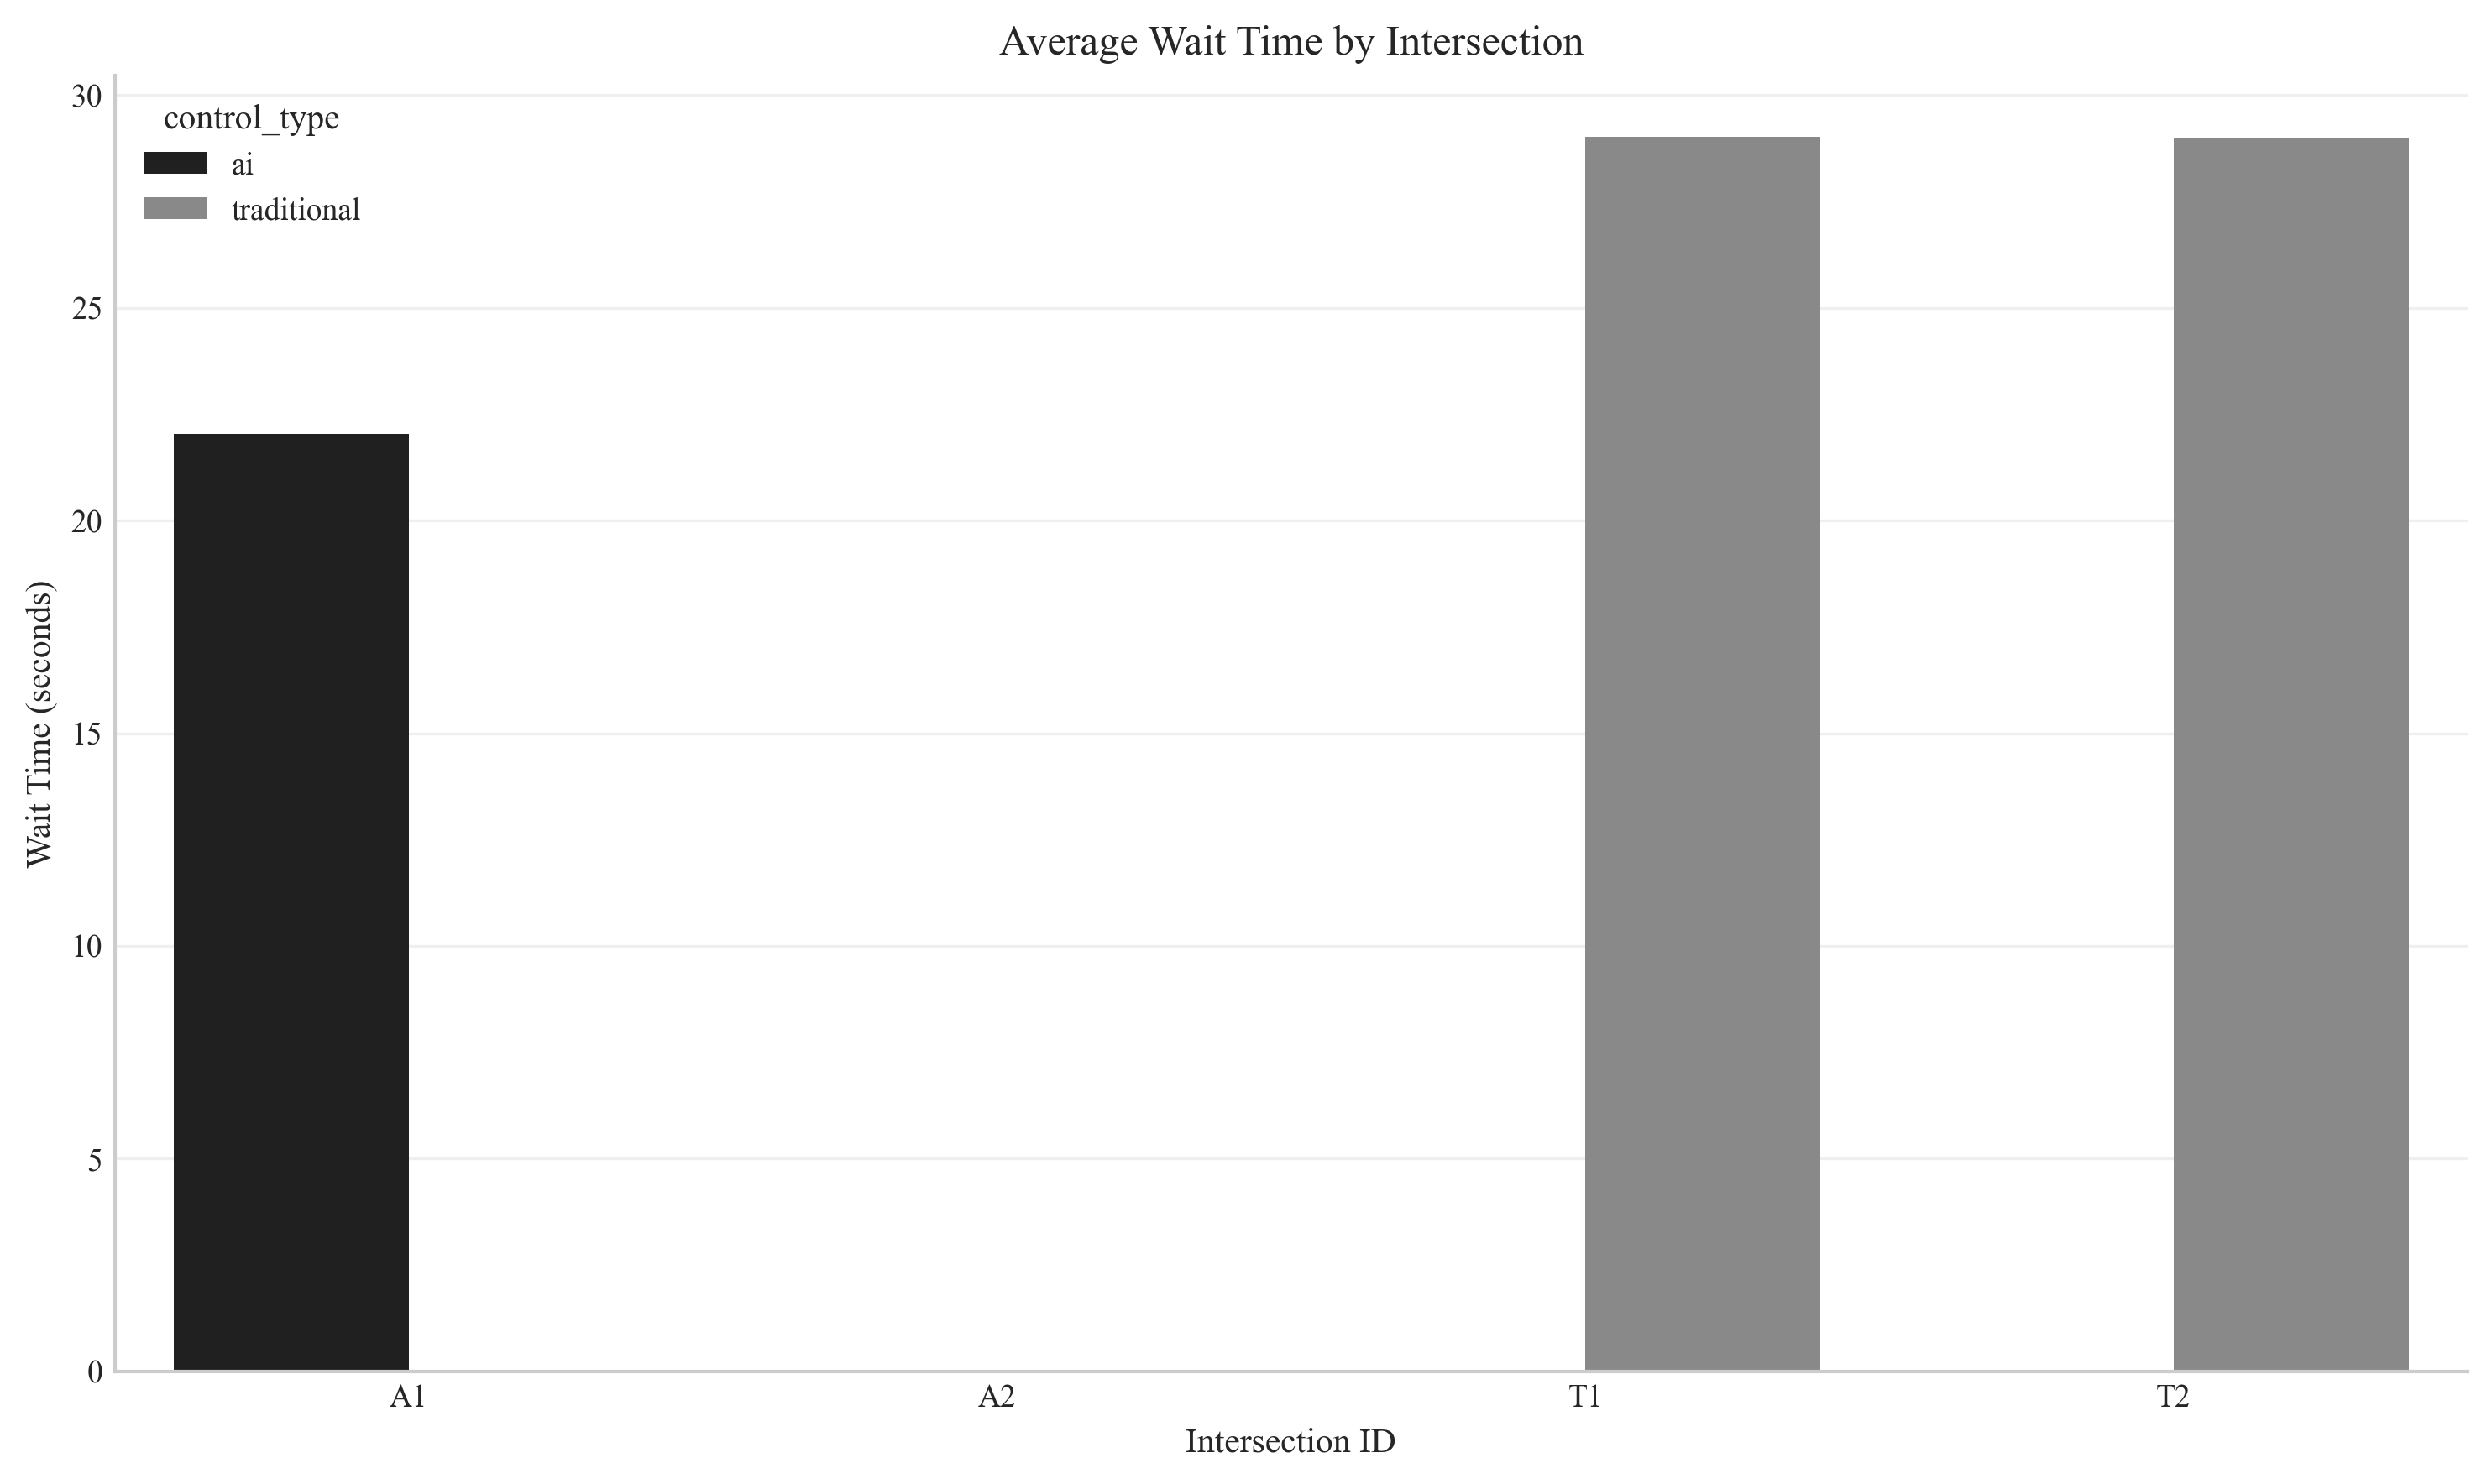 Average Wait Time by Intersection
control_type
ai
traditional
30
25
20
15
10
5
0
Wait Time (seconds)
A1
A2
T1
T2
Intersection ID